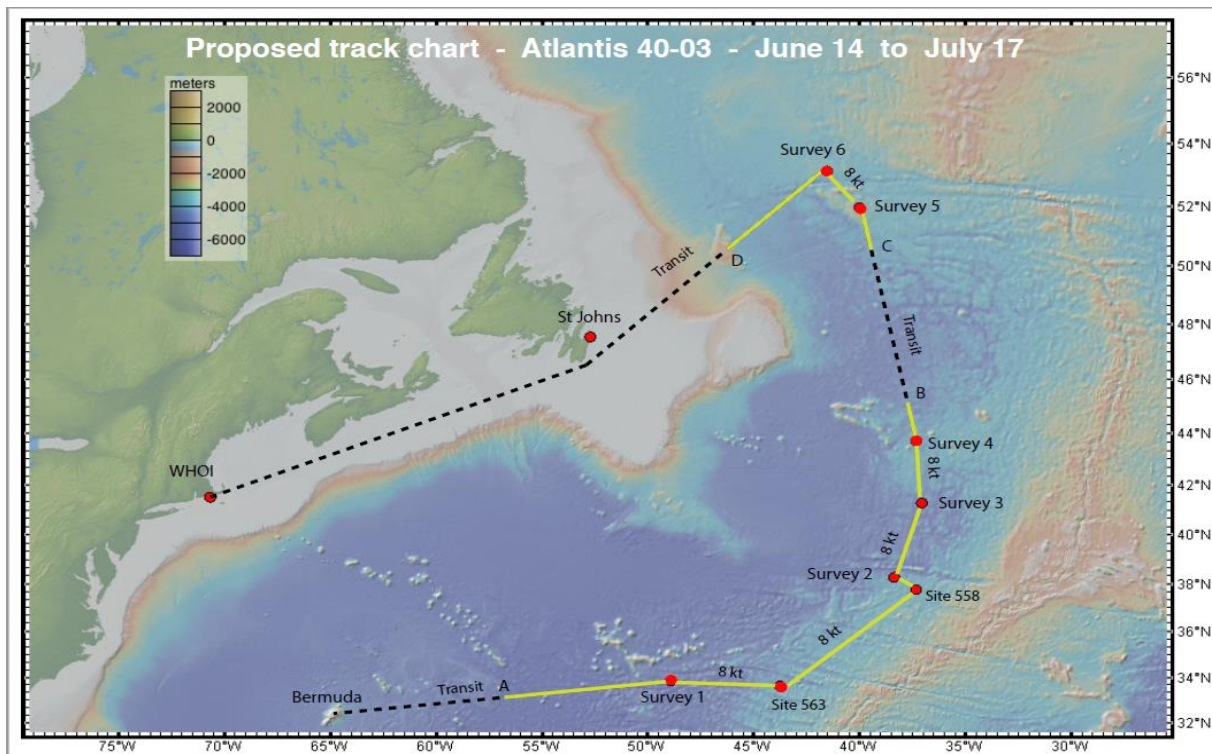 Proposed track chart - Atlantis 40-03 - June 14 to July 17
meters
2000
0
-2000
-4000
-6000
56°N
54°N
52°N
50°N
48°N
46°N
44°N
42°N
40°N
38°N
36°N
34°N
32°N
Survey 6
8 kt
Survey 5
C
D
Transit
St Johns
Transit
B
Survey 4
WHOI
8 kt
Survey 3
8 kt
Survey 2
Site 558
8 kt
8 kt
Bermuda
Transit
A
Survey 1
Site 563
75°W
70°W
65°W
60°W
55°W
50°W
45°W
40°W
35°W
30°W